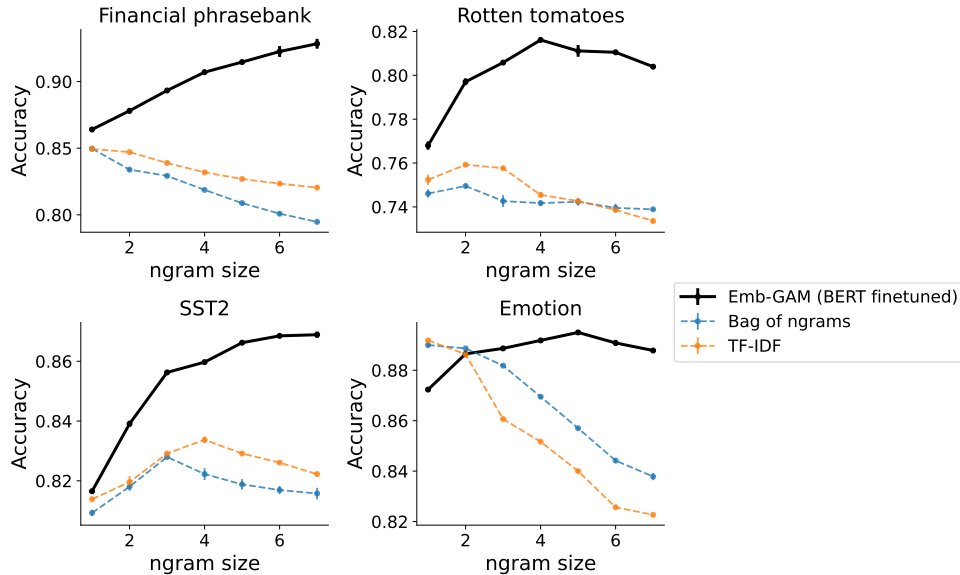 Financial phrasebank
Accuracy
0.90
0.85
0.80
2 4 6
ngram size
Rotten tomatoes
Accuracy
0.82
0.80
0.78
0.76
0.74
2 4 6
ngram size
SST2
Accuracy
0.86
0.84
0.82
2 4 6
ngram size
Emotion
Accuracy
0.88
0.86
0.84
0.82
2 4 6
ngram size
Emb-GAM (BERT finetuned)
Bag of ngrams
TF-IDF